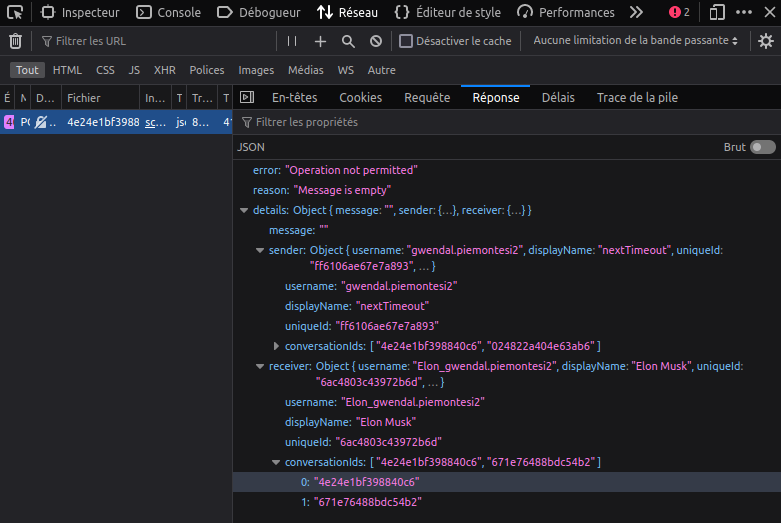 Inspecteur Console Débogueur Réseau Éditeur de style Performances 2
Filtrer les URL Désactiver le cache Aucune limitation de la bande passante
Tout HTML CSS JS XHR Polices Images Médias WS Autre
É D… Fichier In… T Tr… T En-têtes Cookies Requête Réponse Délais Trace de la pile
4 PO … 4e24e1bf3988 sc… js 8… 41 Filtrer les propriétés
JSON Brut
error: "Operation not permitted"
reason: "Message is empty"
details: Object { message: "", sender: {…}, receiver: {…} }
message: ""
sender: Object { username: "gwendal.piemontesi2", displayName: "nextTimeout", uniqueId:
"ff6106ae67e7a893", … }
username: "gwendal.piemontesi2"
displayName: "nextTimeout"
uniqueId: "ff6106ae67e7a893"
conversationIds: [ "4e24e1bf398840c6", "024822a404e63ab6" ]
receiver: Object { username: "Elon_gwendal.piemontesi2", displayName: "Elon Musk", uniqueId:
"6ac4803c43972b6d", … }
username: "Elon_gwendal.piemontesi2"
displayName: "Elon Musk"
uniqueId: "6ac4803c43972b6d"
conversationIds: [ "4e24e1bf398840c6", "671e76488bdc54b2" ]
0: "4e24e1bf398840c6"
1: "671e76488bdc54b2"